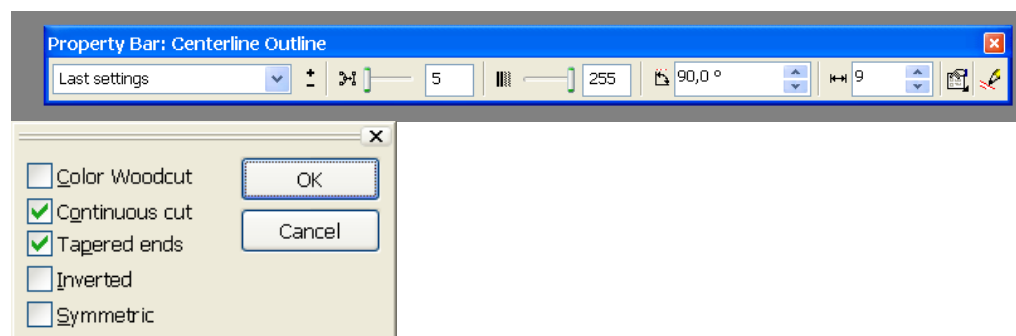 Property Bar: Centerline Outline
Last settings 5 255 90,0 ° 9
Color Woodcut OK
Continuous cut
Cancel
Tapered ends
Inverted
Symmetric